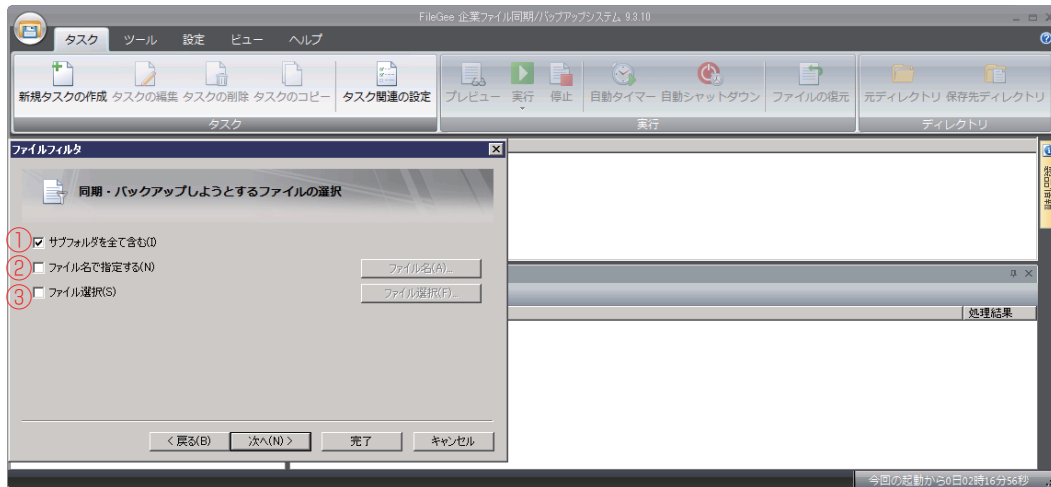 FileGee 企業ファイル同期/バップアップシステム 9.3.10
タスク ツール 設定 ビュー ヘルプ
新規タスクの作成 タスクの編集 タスクの削除 タスクのコピー タスク関連の設定 プレビュー 実行 停止 自動タイマー 自動シャットダウン ファイルの復元 元ディレクトリ 保存先ディレクトリ
タスク 実行 ディレクトリ
ファイルフィルタ
同期・バックアップしようとするファイルの選択
① サブフォルダを全て含む(I)
② ファイル名で指定する(N) ファイル名(A)...
③ ファイル選択(S) ファイル選択(F)...
処理結果
< 戻る(B) 次へ(N) > 完了 キャンセル
今回の起動から0日02時16分56秒